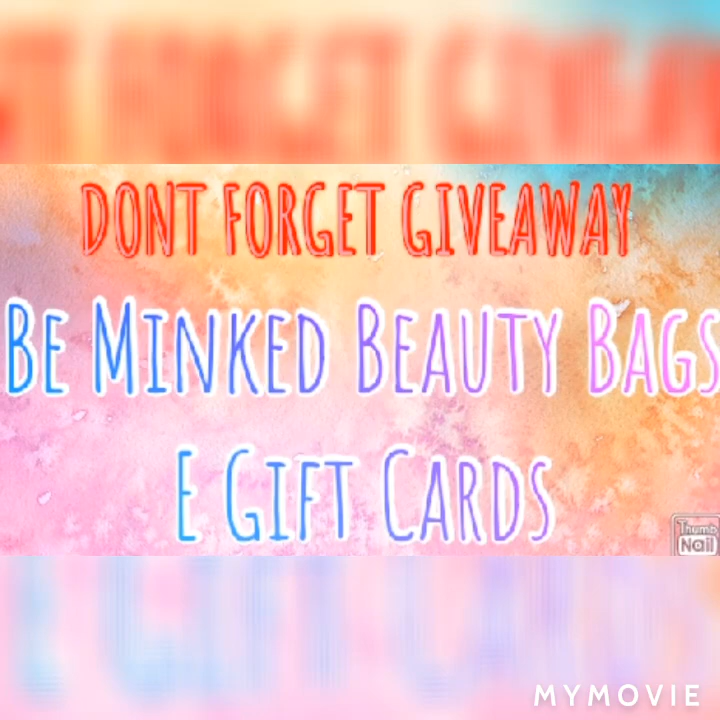 DONT FORGET GIVEAWAY
BE MINKED BEAUTY BAGS
E GIFT CARDS
Thumb
Nail
MYMOVIE